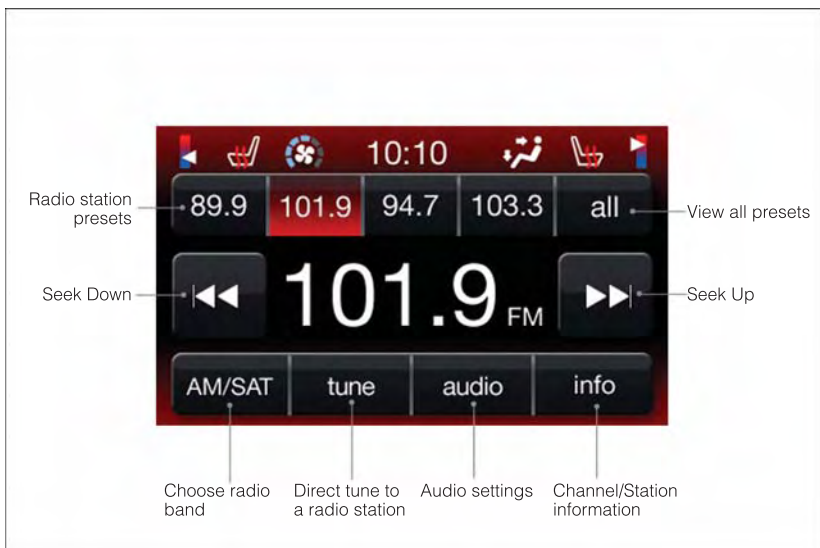 10:10
Radio station
presets
89.9 101.9 94.7 103.3 all
View all presets
Seek Down
101.9 FM
Seek Up
AM/SAT tune audio info
Choose radio
band
Direct tune to
a radio station
Audio settings
Channel/Station
information